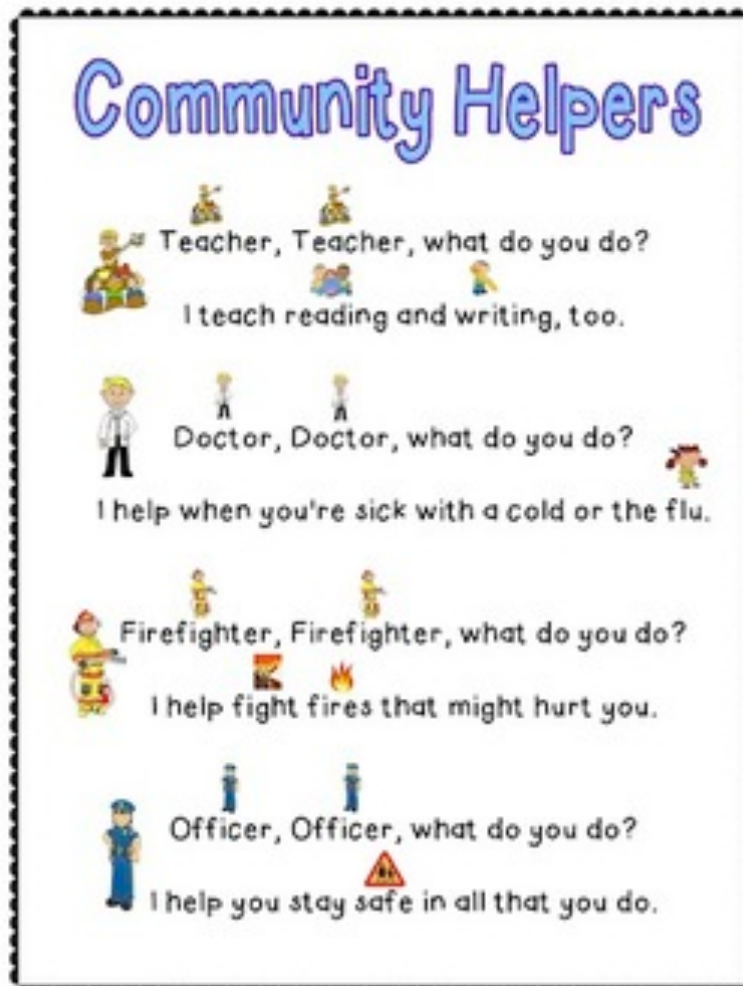 Community Helpers
Teacher, Teacher, what do you do?
I teach reading and writing, too.
Doctor, Doctor, what do you do?
I help when you're sick with a cold or the flu.
Firefighter, Firefighter, what do you do?
I help fight fires that might hurt you.
Officer, Officer, what do you do?
I help you stay safe in all that you do.